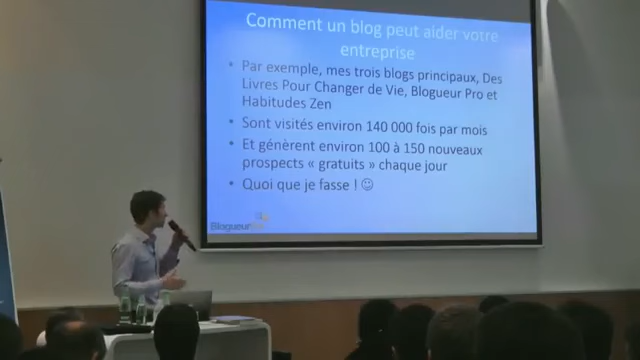 Comment un blog peut aider votre
entreprise
• Par exemple, mes trois blogs principaux, Des
Livres Pour Changer de Vie, Blogueur Pro et
Habitudes Zen
• Sont visités environ 140 000 fois par mois
• Et génèrent environ 100 à 150 nouveaux
prospects « gratuits » chaque jour
• Quoi que je fasse ! ☺
Blogueur